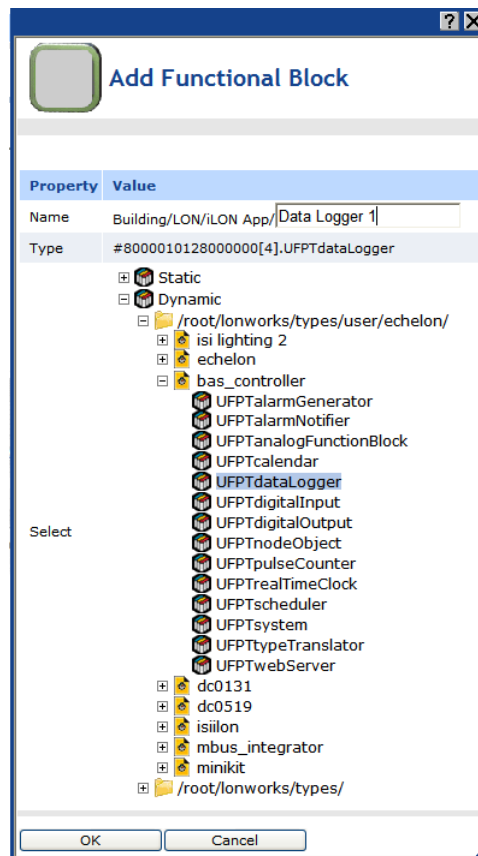 ?
Add Functional Block
Property Value
Name Building/LON/iLON App/Data Logger 1
Type #8000010128000000[4].UFPTdataLogger
Static
Dynamic
/root/lonworks/types/user/echelon/
isi lighting 2
echelon
bas_controller
UFPTalarmGenerator
UFPTalarmNotifier
UFPTanalogFunctionBlock
UFPTcalendar
UFPTdataLogger
UFPTdigitalInput
UFPTdigitalOutput
Select
UFPTnodeObject
UFPTpulseCounter
UFPTrealTimeClock
UFPTscheduler
UFPTsystem
UFPTtypeTranslator
UFPTwebServer
dc0131
dc0519
isiilon
mbus_integrator
minikit
/root/lonworks/types/
OK Cancel